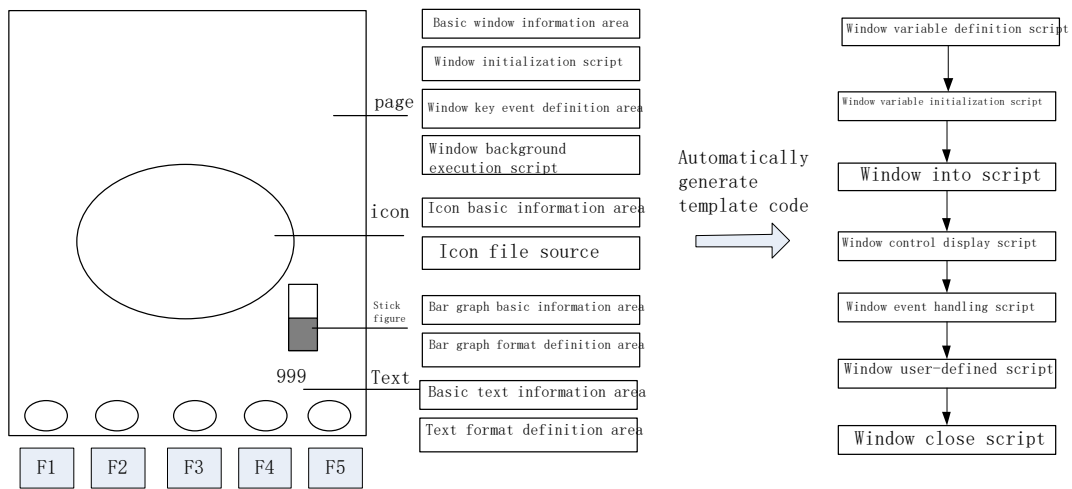 page
icon
Stick
figure
999
Text
F1
F2
F3
F4
F5
Basic window information area
Window initialization script
Window key event definition area
Window background
execution script
Icon basic information area
Icon file source
Bar graph basic information area
Bar graph format definition area
Basic text information area
Text format definition area
Automatically
generate
template code
Window variable definition script
Window variable initialization script
Window into script
Window control display script
Window event handling script
Window user-defined script
Window close script